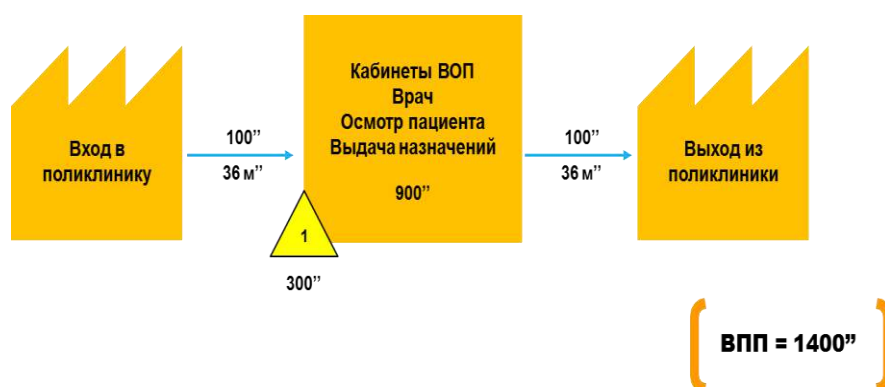 Вход в
поликлинику
100”
36 м”
Кабинеты ВОП
Врач
Осмотр пациента
Выдача назначений
900”
1
300”
100”
36 м”
Выход из
поликлиники
ВПП = 1400”